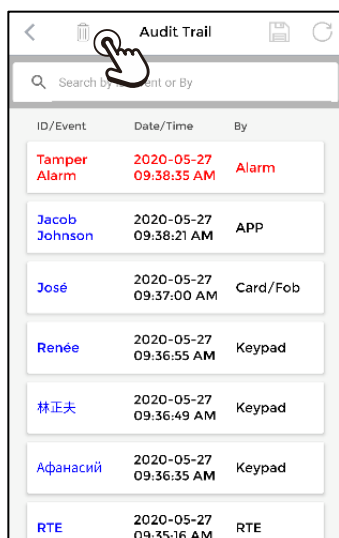 Audit Trail
Search by ent or By
ID/Event Date/Time By
Tamper Alarm 2020-05-27 09:38:35 AM Alarm
Jacob Johnson 2020-05-27 09:38:21 AM APP
José 2020-05-27 09:37:00 AM Card/Fob
Renée 2020-05-27 09:36:55 AM Keypad
林正夫 2020-05-27 09:36:49 AM Keypad
Афанасий 2020-05-27 09:36:35 AM Keypad
RTE 2020-05-27 09:35:16 AM RTE